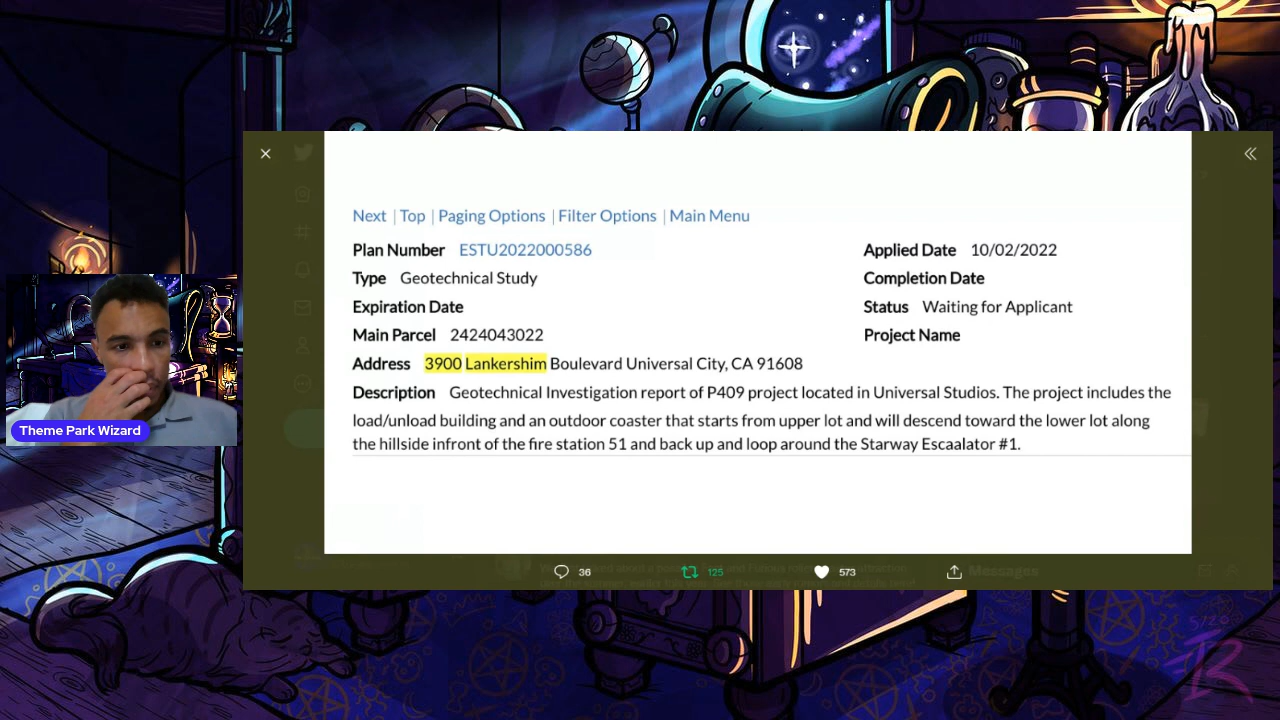 Next | Top | Paging Options | Filter Options | Main Menu
Plan Number ESTU2022000586 Applied Date 10/02/2022
Type Geotechnical Study Completion Date
Expiration Date Status Waiting for Applicant
Main Parcel 2424043022 Project Name
Address 3900 Lankershim Boulevard Universal City, CA 91608
Description Geotechnical Investigation report of P409 project located in Universal Studios. The project includes the
load/unload building and an outdoor coaster that starts from upper lot and will descend toward the lower lot along
the hillside infront of the fire station 51 and back up and loop around the Starway Escaalator #1.
Theme Park Wizard
36 125 573
Messages